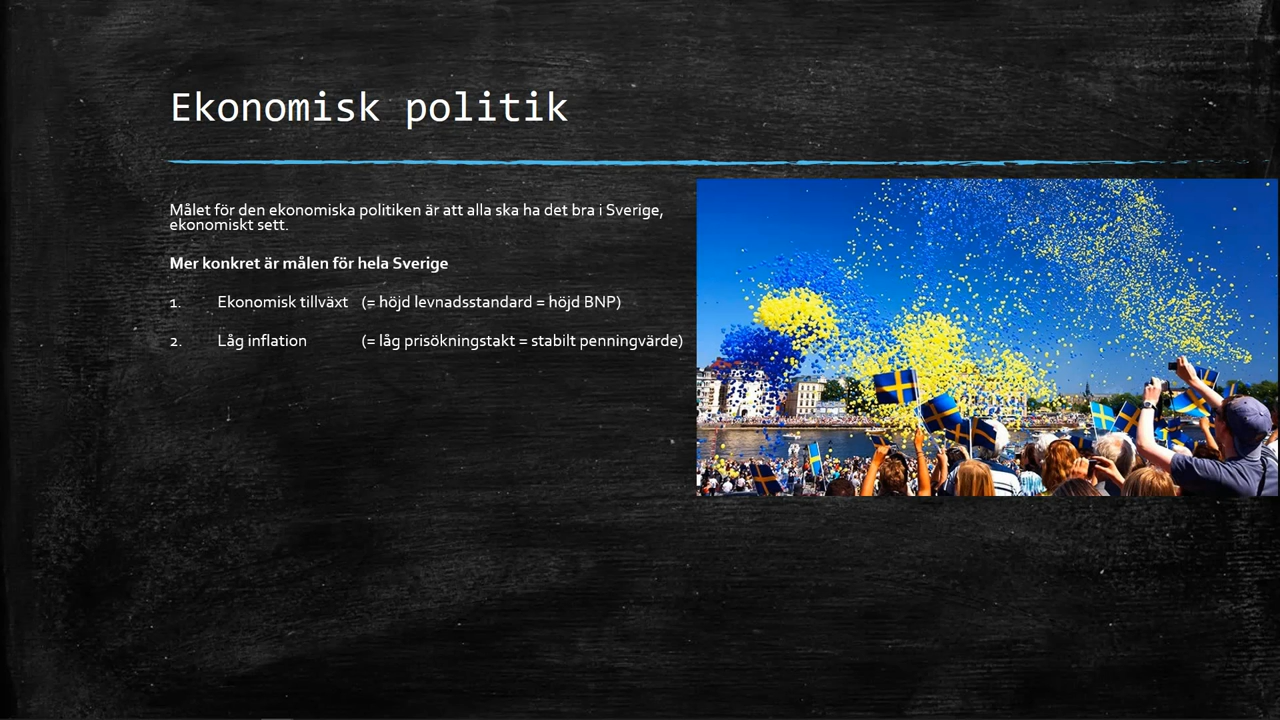 Ekonomisk politik
Målet för den ekonomiska politiken är att alla ska ha det bra i Sverige,
ekonomiskt sett.
Mer konkret är målen för hela Sverige
1. Ekonomisk tillväxt (= höjd levnadsstandard = höjd BNP)
2. Låg inflation (= låg prisökningstakt = stabilt penningvärde)